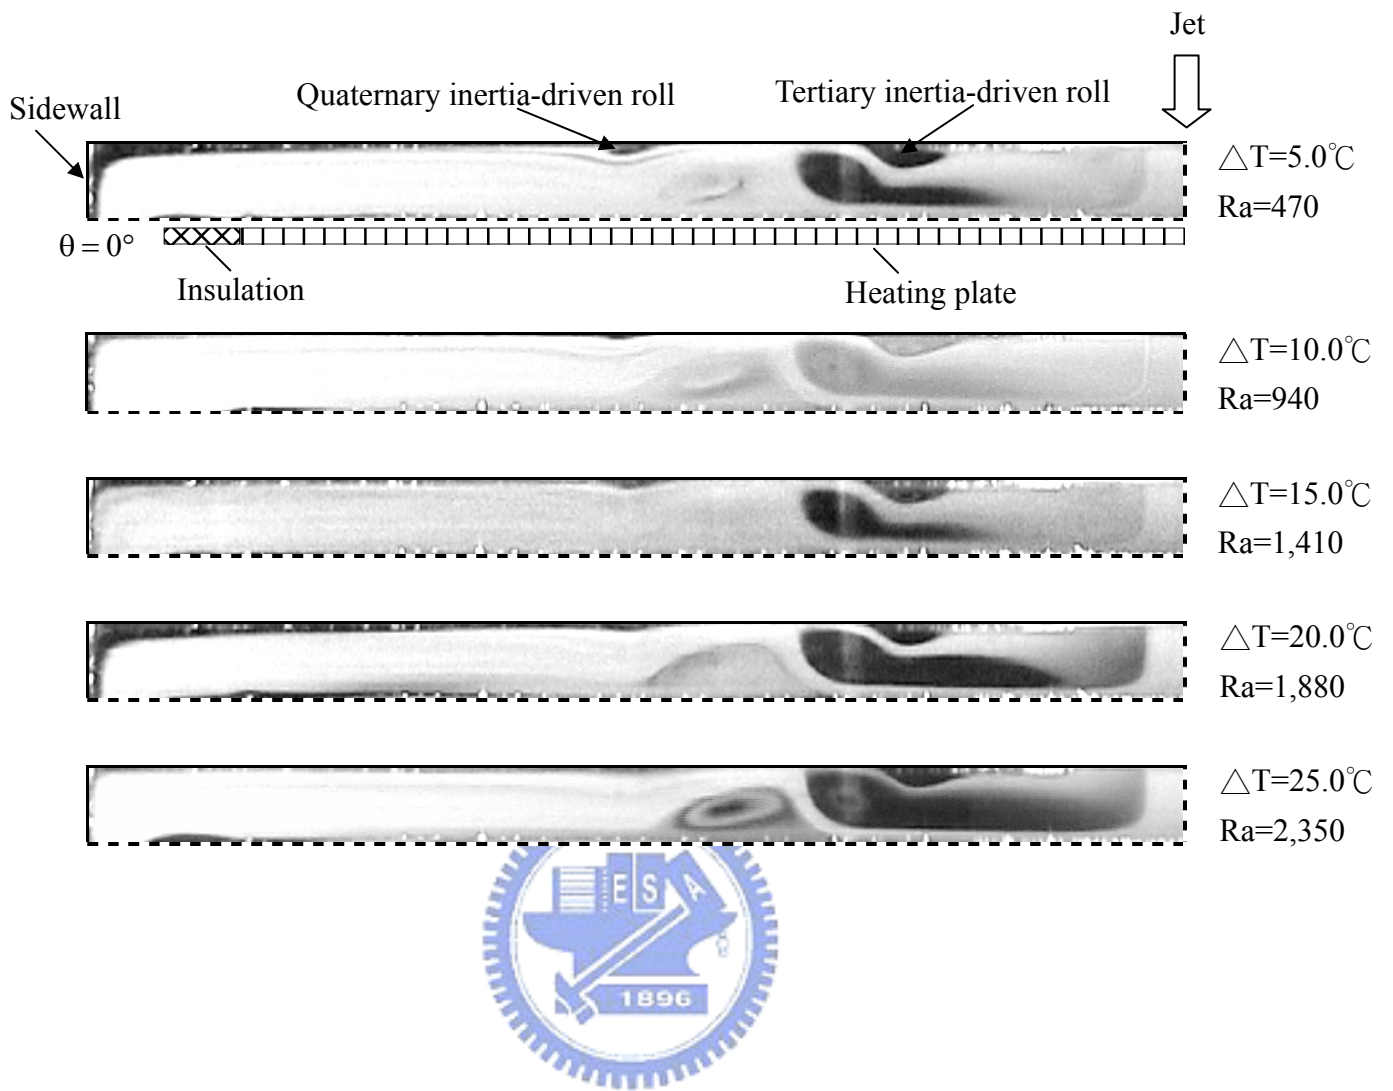 Jet
Quaternary inertia-driven roll
Tertiary inertia-driven roll
Sidewall
△T=5.0℃
Ra=470
θ = 0°
Insulation
Heating plate
△T=10.0℃
Ra=940
△T=15.0℃
Ra=1,410
△T=20.0℃
Ra=1,880
△T=25.0℃
Ra=2,350
E S A
1896